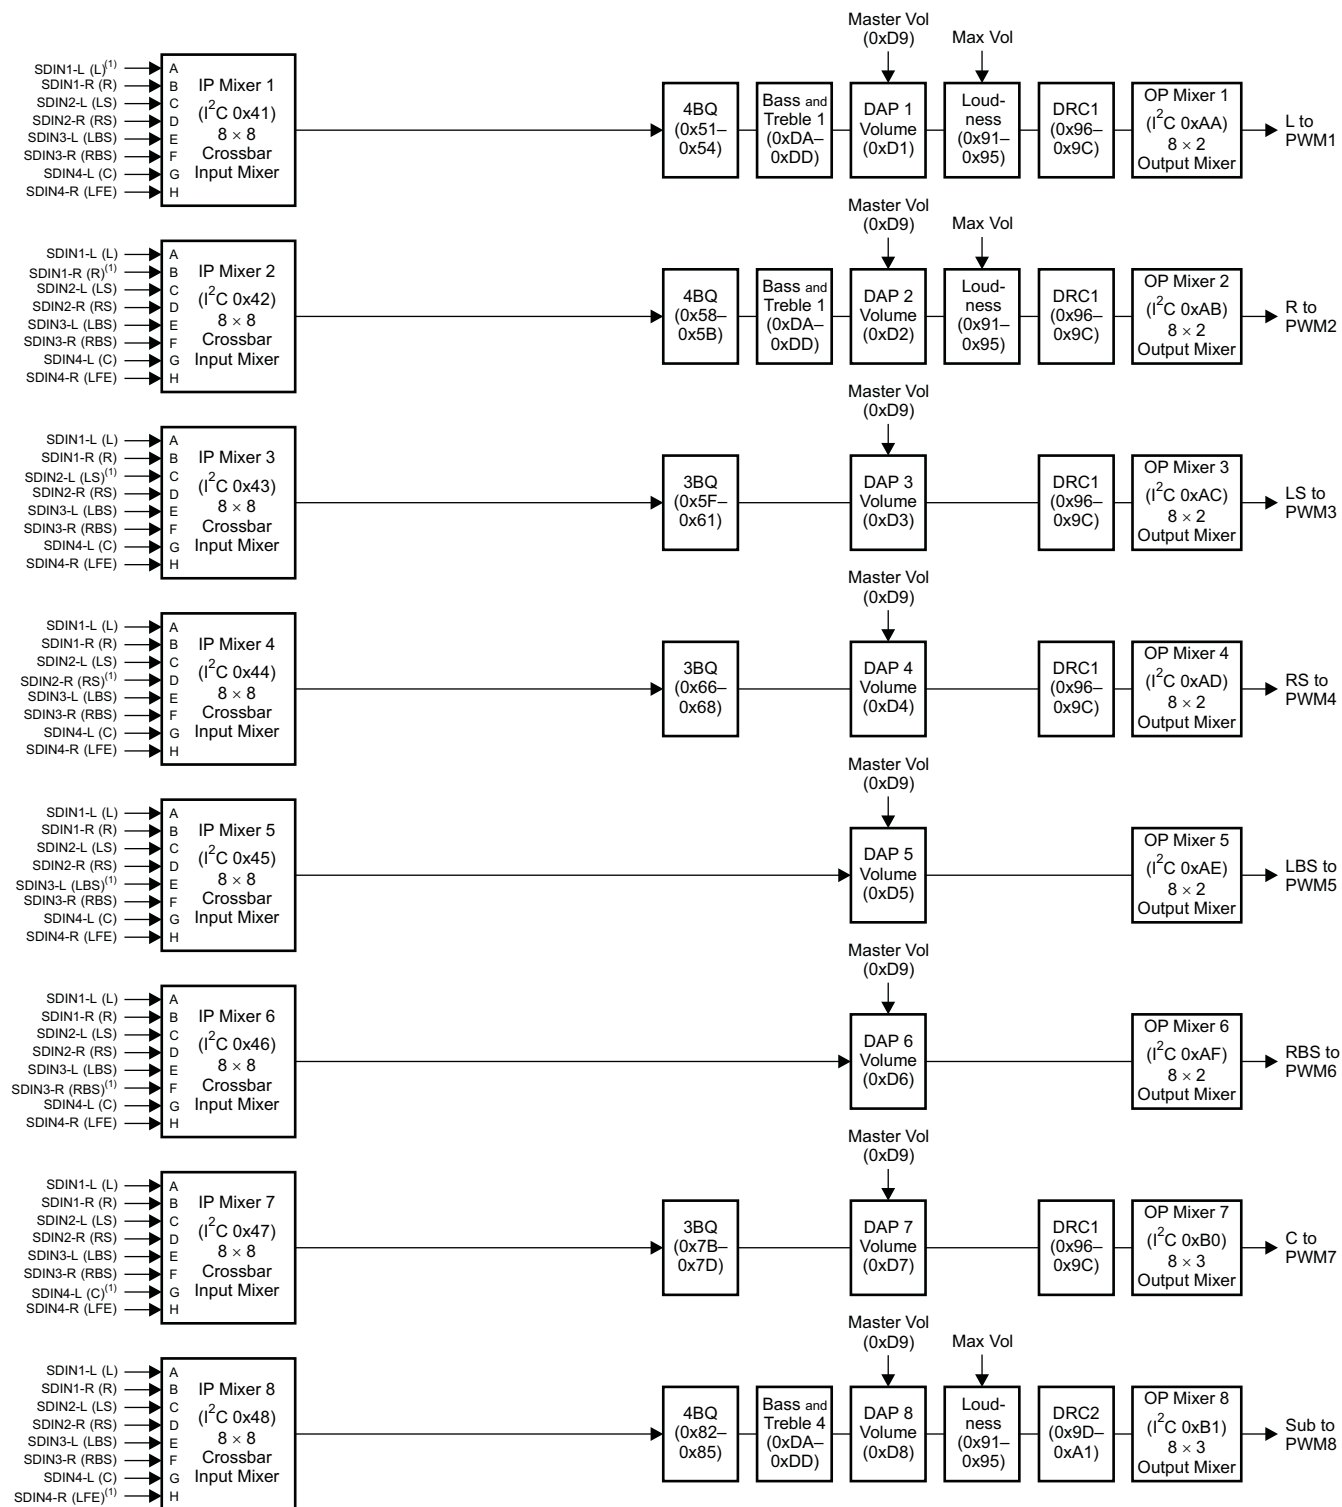 Master Vol
(0xD9)
Max Vol
SDIN1-L (L)(1)
SDIN1-R (R)
SDIN2-L (LS)
SDIN2-R (RS)
SDIN3-L (LBS)
SDIN3-R (RBS)
SDIN4-L (C)
SDIN4-R (LFE)
A
B
C
D
E
F
G
H
IP Mixer 1
(I2C 0x41)
8 × 8
Crossbar
Input Mixer
4BQ
(0x51–
0x54)
Bass and
Treble 1
(0xDA–
0xDD)
DAP 1
Volume
(0xD1)
Loud-
ness
(0x91–
0x95)
DRC1
(0x96–
0x9C)
OP Mixer 1
(I2C 0xAA)
8 × 2
Output Mixer
L to
PWM1
Master Vol
(0xD9)
Max Vol
SDIN1-L (L)
SDIN1-R (R)(1)
SDIN2-L (LS)
SDIN2-R (RS)
SDIN3-L (LBS)
SDIN3-R (RBS)
SDIN4-L (C)
SDIN4-R (LFE)
A
B
C
D
E
F
G
H
IP Mixer 2
(I2C 0x42)
8 × 8
Crossbar
Input Mixer
4BQ
(0x58–
0x5B)
Bass and
Treble 1
(0xDA–
0xDD)
DAP 2
Volume
(0xD2)
Loud-
ness
(0x91–
0x95)
DRC1
(0x96–
0x9C)
OP Mixer 2
(I2C 0xAB)
8 × 2
Output Mixer
R to
PWM2
Master Vol
(0xD9)
SDIN1-L (L)
SDIN1-R (R)
SDIN2-L (LS)(1)
SDIN2-R (RS)
SDIN3-L (LBS)
SDIN3-R (RBS)
SDIN4-L (C)
SDIN4-R (LFE)
A
B
C
D
E
F
G
H
IP Mixer 3
(I2C 0x43)
8 × 8
Crossbar
Input Mixer
3BQ
(0x5F–
0x61)
DAP 3
Volume
(0xD3)
DRC1
(0x96–
0x9C)
OP Mixer 3
(I2C 0xAC)
8 × 2
Output Mixer
LS to
PWM3
Master Vol
(0xD9)
SDIN1-L (L)
SDIN1-R (R)
SDIN2-L (LS)
SDIN2-R (RS)(1)
SDIN3-L (LBS)
SDIN3-R (RBS)
SDIN4-L (C)
SDIN4-R (LFE)
A
B
C
D
E
F
G
H
IP Mixer 4
(I2C 0x44)
8 × 8
Crossbar
Input Mixer
3BQ
(0x66–
0x68)
DAP 4
Volume
(0xD4)
DRC1
(0x96–
0x9C)
OP Mixer 4
(I2C 0xAD)
8 × 2
Output Mixer
RS to
PWM4
Master Vol
(0xD9)
SDIN1-L (L)
SDIN1-R (R)
SDIN2-L (LS)
SDIN2-R (RS)
SDIN3-L (LBS)(1)
SDIN3-R (RBS)
SDIN4-L (C)
SDIN4-R (LFE)
A
B
C
D
E
F
G
H
IP Mixer 5
(I2C 0x45)
8 × 8
Crossbar
Input Mixer
DAP 5
Volume
(0xD5)
OP Mixer 5
(I2C 0xAE)
8 × 2
Output Mixer
LBS to
PWM5
Master Vol
(0xD9)
SDIN1-L (L)
SDIN1-R (R)
SDIN2-L (LS)
SDIN2-R (RS)
SDIN3-L (LBS)
SDIN3-R (RBS)(1)
SDIN4-L (C)
SDIN4-R (LFE)
A
B
C
D
E
F
G
H
IP Mixer 6
(I2C 0x46)
8 × 8
Crossbar
Input Mixer
DAP 6
Volume
(0xD6)
OP Mixer 6
(I2C 0xAF)
8 × 2
Output Mixer
RBS to
PWM6
Master Vol
(0xD9)
SDIN1-L (L)
SDIN1-R (R)
SDIN2-L (LS)
SDIN2-R (RS)
SDIN3-L (LBS)
SDIN3-R (RBS)
SDIN4-L (C)(1)
SDIN4-R (LFE)
A
B
C
D
E
F
G
H
IP Mixer 7
(I2C 0x47)
8 × 8
Crossbar
Input Mixer
3BQ
(0x7B–
0x7D)
DAP 7
Volume
(0xD7)
DRC1
(0x96–
0x9C)
OP Mixer 7
(I2C 0xB0)
8 × 3
Output Mixer
C to
PWM7
Master Vol
(0xD9)
Max Vol
SDIN1-L (L)
SDIN1-R (R)
SDIN2-L (LS)
SDIN2-R (RS)
SDIN3-L (LBS)
SDIN3-R (RBS)
SDIN4-L (C)
SDIN4-R (LFE)(1)
A
B
C
D
E
F
G
H
IP Mixer 8
(I2C 0x48)
8 × 8
Crossbar
Input Mixer
4BQ
(0x82–
0x85)
Bass and
Treble 4
(0xDA–
0xDD)
DAP 8
Volume
(0xD8)
Loud-
ness
(0x91–
0x95)
DRC2
(0x9D–
0xA1)
OP Mixer 8
(I2C 0xB1)
8 × 3
Output Mixer
Sub to
PWM8